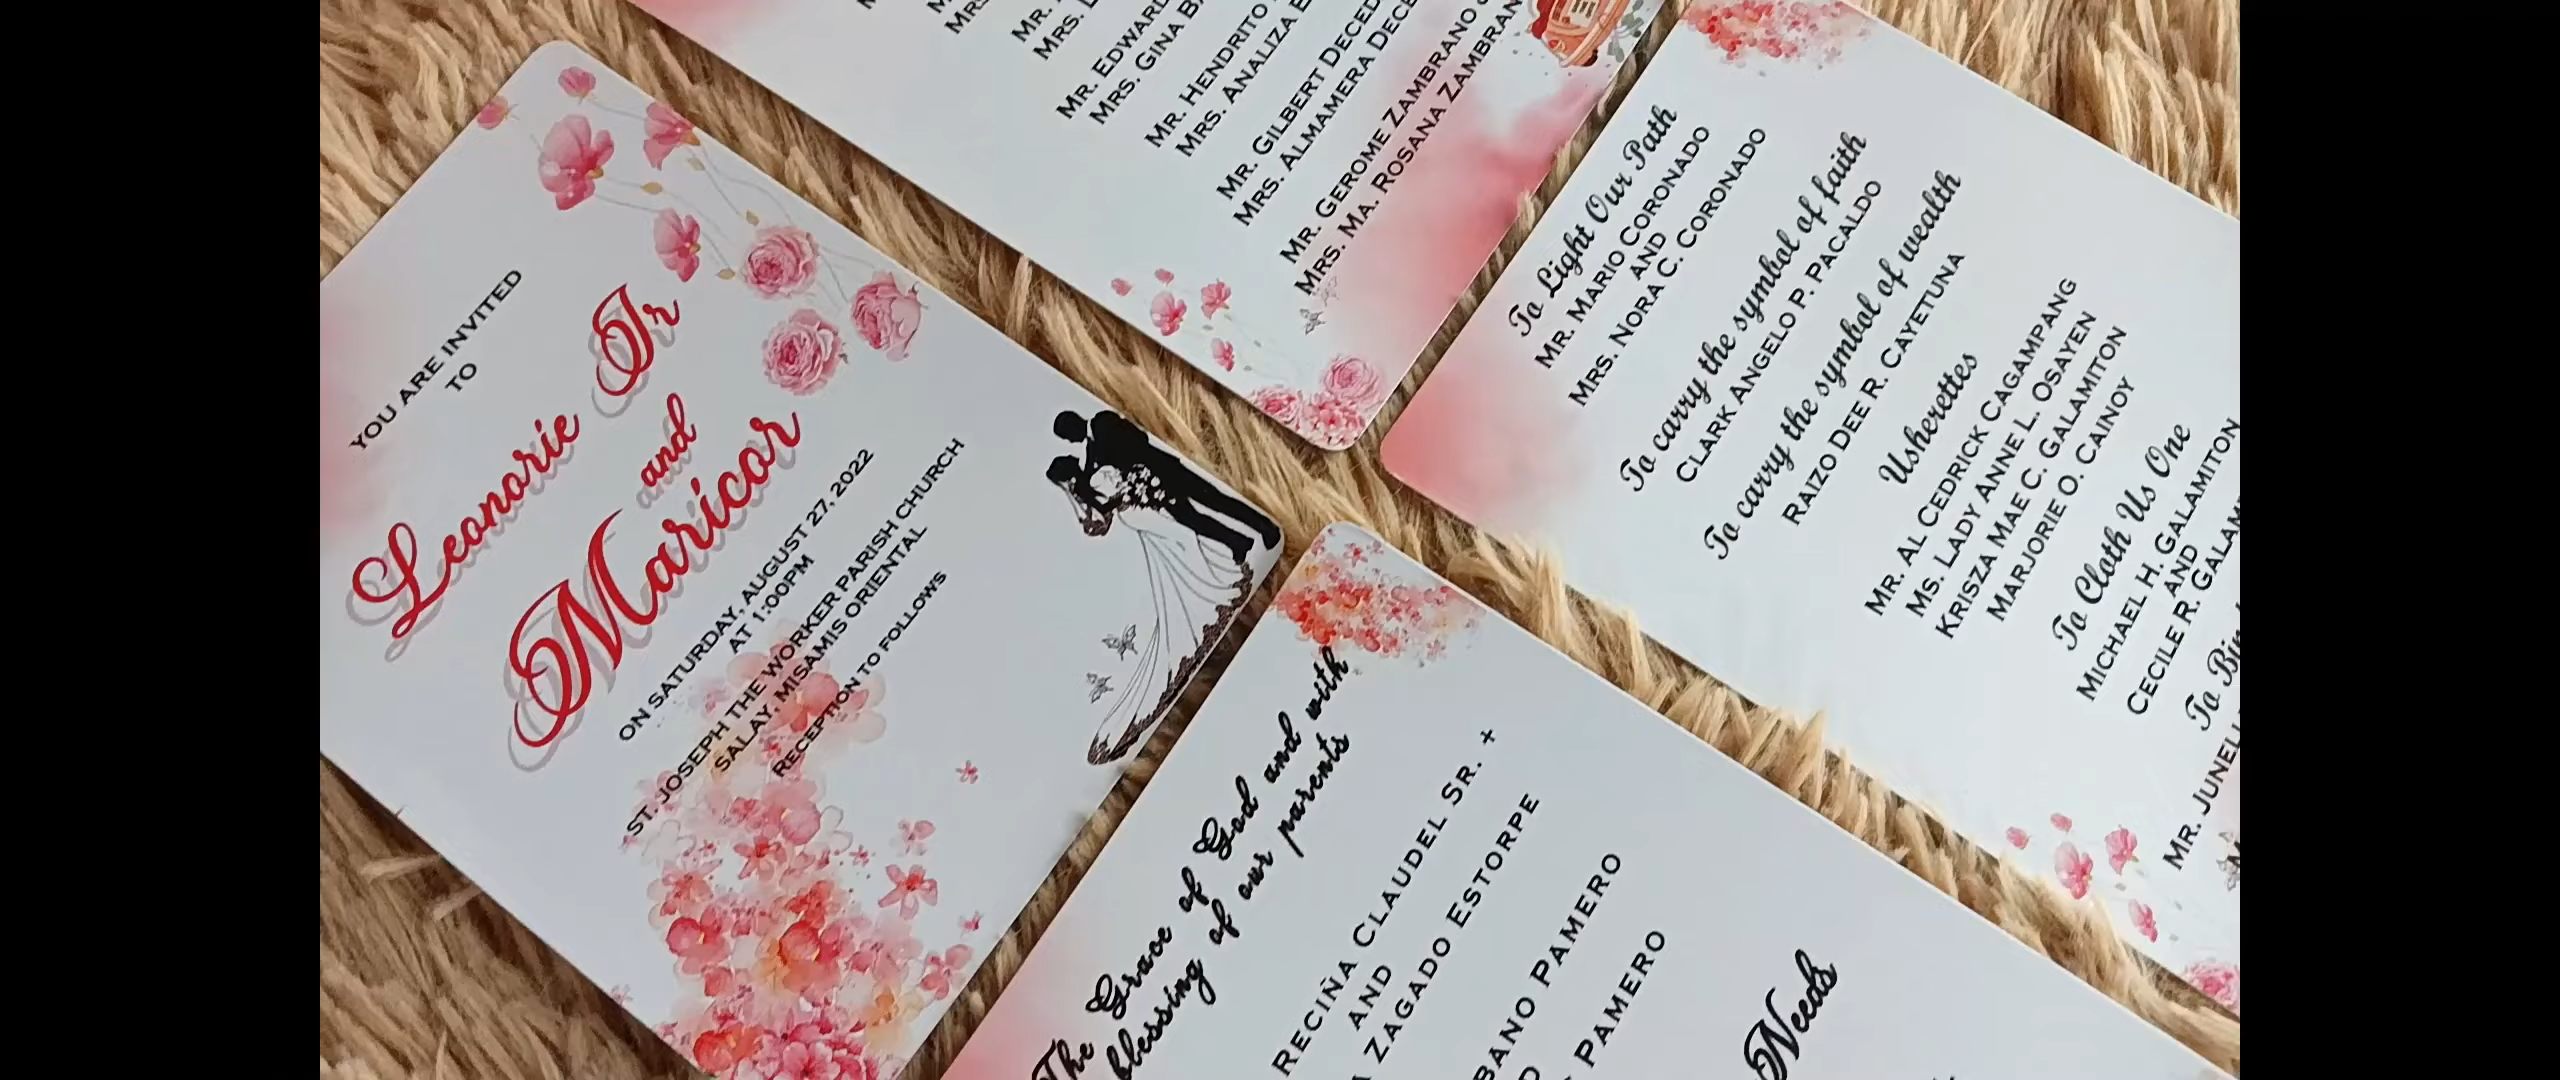 YOU ARE INVITED
TO
Leonorie Jr
and
Maricor
ON SATURDAY, AUGUST 27, 2022
AT 1:00PM
ST. JOSEPH THE WORKER PARISH CHURCH
SALAY, MISAMIS ORIENTAL
RECEPTION TO FOLLOWS
MRS.
MR.
MRS.
MR. EDWARD
MRS. GINA
MR. HENDRITO
MRS. ANALIZA
MR. GILBERT
MRS. ALMAMERA
MR. GEROME ZAMBRANO
MRS. MA. ROSANA
To Light Our Path
MR. MARIO CORONADO
AND
MRS. NORA C. CORONADO
To carry the symbol of faith
CLARK ANGELO P. PACALDO
To carry the symbol of wealth
RAIZO DEE R. CAYETUNA
Usherettes
MR. AL CEDRICK CAGAMPANG
MS. LADY ANNE L. OSAYEN
KRISZA MAE C. GALAMITON
MARJORIE O. CAINOY
To Cloth Us One
MICHAEL H. GALAMITON
AND
CECILE R.
To
MR.
The Grace of God and with
blessing of our parents
RECIÑA CLAUDEL SR. +
AND
ZAGADO ESTORPE
PAMERO
PAMERO
Needs